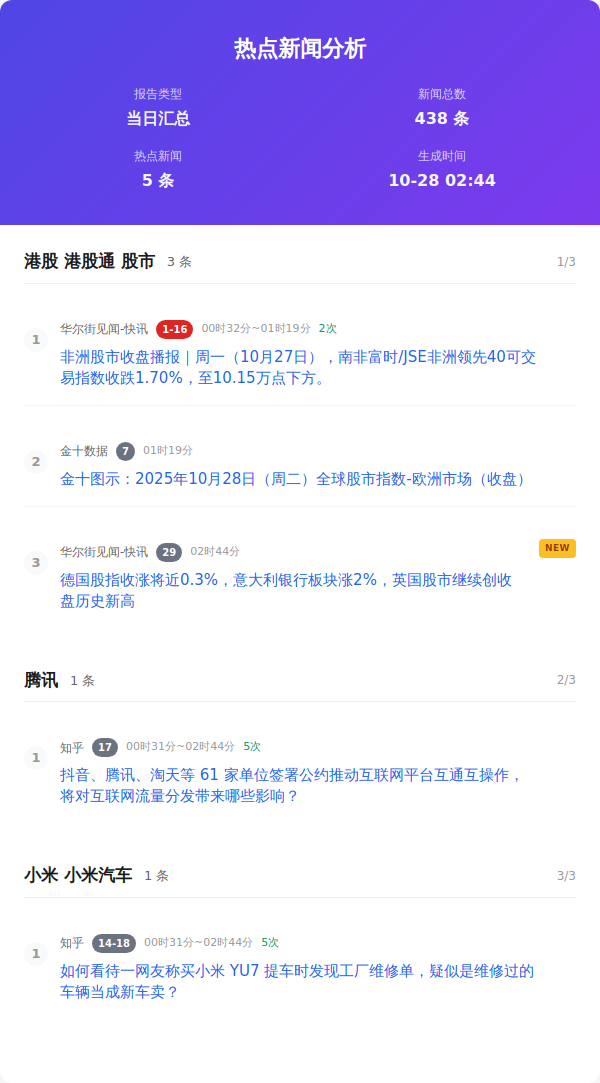 热点新闻分析
报告类型
当日汇总
新闻总数
438 条
热点新闻
5 条
生成时间
10-28 02:44
港股 港股通 股市 3 条 1/3
1
华尔街见闻-快讯 1-16 00时32分~01时19分 2次
非洲股市收盘播报｜周一（10月27日），南非富时/JSE非洲领先40可交
易指数收跌1.70%，至10.15万点下方。
2
金十数据 7 01时19分
金十图示：2025年10月28日（周二）全球股市指数-欧洲市场（收盘）
3
华尔街见闻-快讯 29 02时44分 NEW
德国股指收涨将近0.3%，意大利银行板块涨2%，英国股市继续创收
盘历史新高
腾讯 1 条 2/3
1
知乎 17 00时31分~02时44分 5次
抖音、腾讯、淘天等 61 家单位签署公约推动互联网平台互通互操作，
将对互联网流量分发带来哪些影响？
小米 小米汽车 1 条 3/3
1
知乎 14-18 00时31分~02时44分 5次
如何看待一网友称买小米 YU7 提车时发现工厂维修单，疑似是维修过的
车辆当成新车卖？